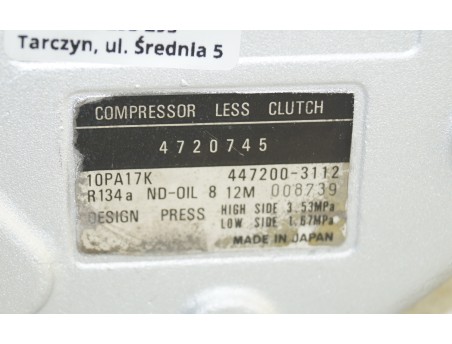 Tarczyn, ul. Średnia 5
COMPRESSOR LESS CLUTCH
4720745
10PA17K 447200-3112
R134a ND-OIL 8 12M 008739
DESIGN PRESS HIGH SIDE 3.53MPa
LOW SIDE 1.67MPa
MADE IN JAPAN